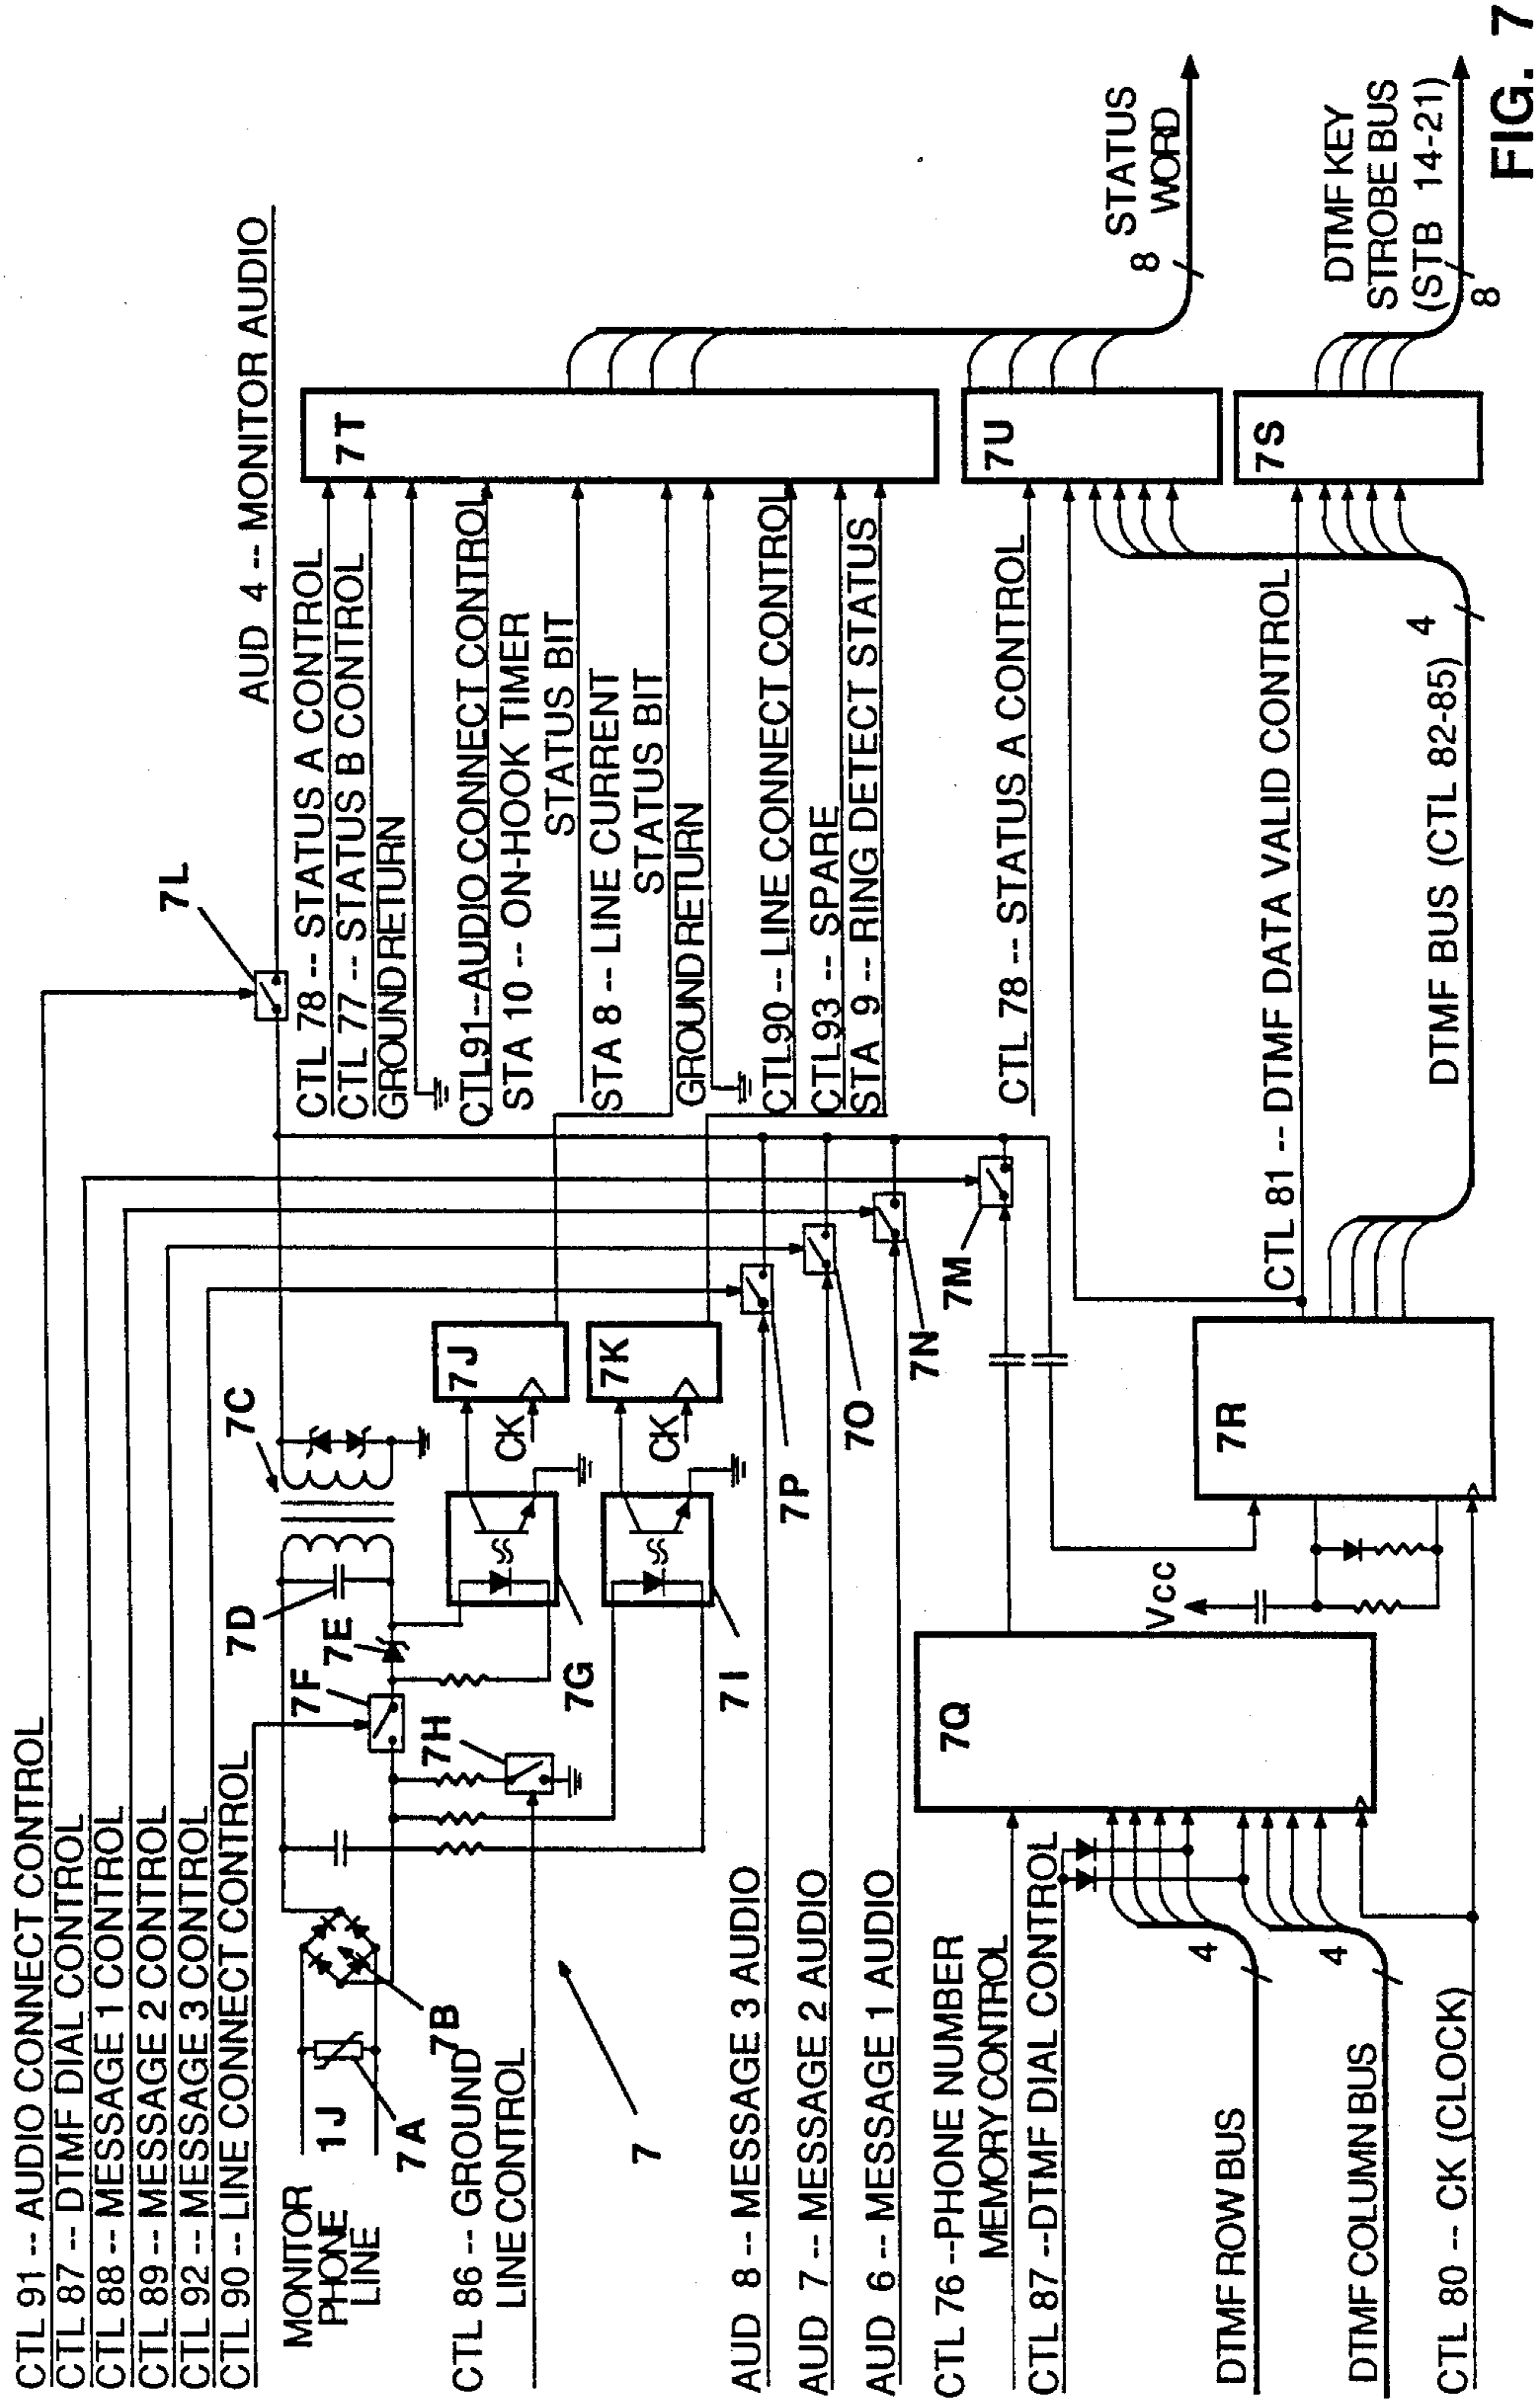 CTL 91 -- AUDIO CONNECT CONTROL
CTL 87 -- DTMF DIAL CONTROL
CTL 88 -- MESSAGE 1 CONTROL
CTL 89 -- MESSAGE 2 CONTROL
CTL 92 -- MESSAGE 3 CONTROL
CTL 90 -- LINE CONNECT CONTROL
MONITOR
PHONE
LINE
1J
7A
7B
7C
7D
7E
7F
7G
7H
7I
7J
CK
7K
CK
7L
AUD 4 -- MONITOR AUDIO
CTL 78 -- STATUS A CONTROL
CTL 77 -- STATUS B CONTROL
GROUND RETURN
CTL91--AUDIO CONNECT CONTROL
STA 10 -- ON-HOOK TIMER
STATUS BIT
STA 8 -- LINE CURRENT
STATUS BIT
GROUND RETURN
CTL90 -- LINE CONNECT CONTROL
CTL93 -- SPARE
STA 9 -- RING DETECT STATUS
7T
CTL 86 -- GROUND
LINE CONTROL
7
AUD 8 -- MESSAGE 3 AUDIO
AUD 7 -- MESSAGE 2 AUDIO
AUD 6 -- MESSAGE 1 AUDIO
7P
7O
7N
7M
CTL 78 -- STATUS A CONTROL
7U
STATUS
WORD
8
CTL 76 --PHONE NUMBER
MEMORY CONTROL
CTL 87 --DTMF DIAL CONTROL
7Q
Vcc
7R
CTL 81 -- DTMF DATA VALID CONTROL
7S
DTMF KEY
STROBE BUS
(STB 14-21)
8
DTMF ROW BUS
4
DTMF COLUMN BUS
4
DTMF BUS (CTL 82-85)
4
CTL 80 -- CK (CLOCK)
FIG. 7